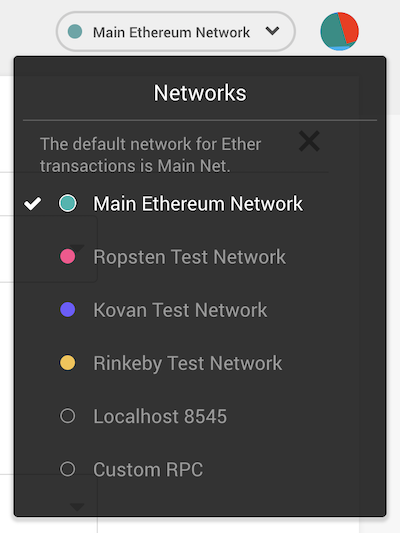 Main Ethereum Network
Networks
The default network for Ether
transactions is Main Net.
Main Ethereum Network
Ropsten Test Network
Kovan Test Network
Rinkeby Test Network
Localhost 8545
Custom RPC